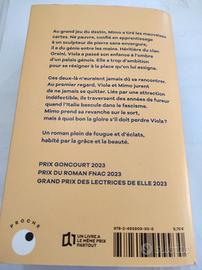 Au grand jeu du destin, Mimo a tiré les mauvaises
cartes. Né pauvre, confié en apprentissage
à un sculpteur de pierre sans envergure,
il a du génie entre les mains. Héritière du clan
Orsini, Viola a passé son enfance à l'ombre
d'un palais génois. Elle a trop d'ambition
pour se résigner à la place qu'on lui assigne.
Ces deux-là n'auraient jamais dû se rencontrer.
Au premier regard, Viola et Mimo jurent
de ne jamais se quitter. Liés par une attraction
indéfectible, ils traversent des années de fureur
quand l'Italie bascule dans le fascisme.
Mimo prend sa revanche sur le sort,
mais à quoi bon la gloire s'il doit perdre Viola ?
Un roman plein de fougue et d'éclats,
habité par la grâce et la beauté.
PRIX GONCOURT 2023
PRIX DU ROMAN FNAC 2023
GRAND PRIX DES LECTRICES DE ELLE 2023
PROCHE
UN LIVRE A
LE MÊME PRIX
PARTOUT